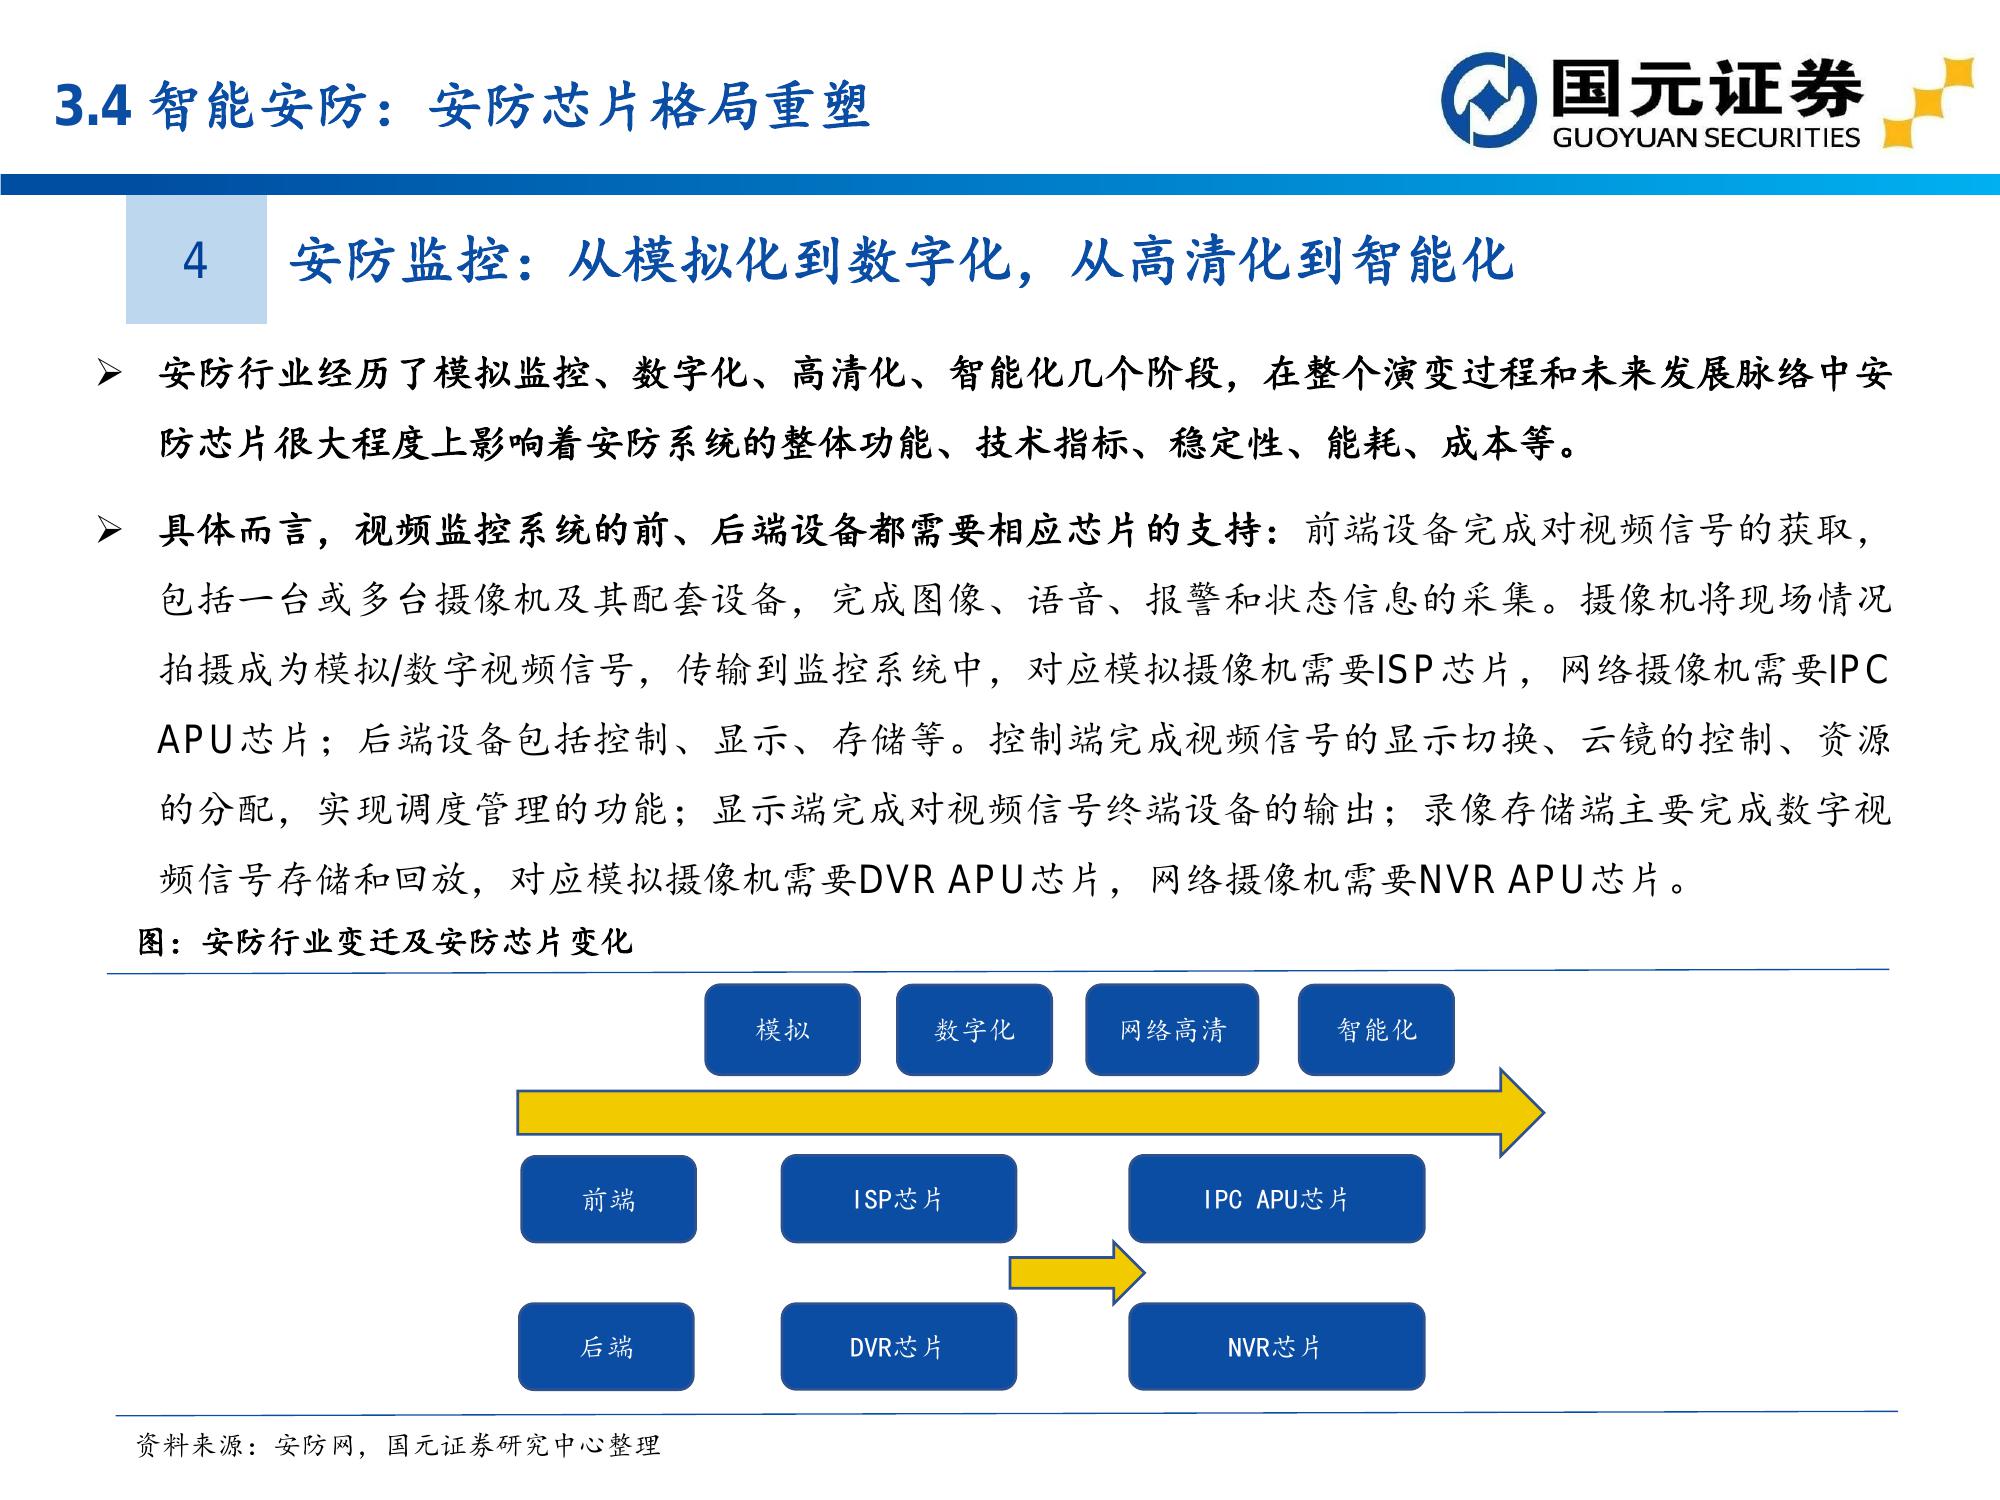 3.4 智能安防：安防芯片格局重塑
国元证券
GUOYUAN SECURITIES
4
安防监控：从模拟化到数字化，从高清化到智能化
➢ 安防行业经历了模拟监控、数字化、高清化、智能化几个阶段，在整个演变过程和未来发展脉络中安
防芯片很大程度上影响着安防系统的整体功能、技术指标、稳定性、能耗、成本等。
➢ 具体而言，视频监控系统的前、后端设备都需要相应芯片的支持：前端设备完成对视频信号的获取，
包括一台或多台摄像机及其配套设备，完成图像、语音、报警和状态信息的采集。摄像机将现场情况
拍摄成为模拟/数字视频信号，传输到监控系统中，对应模拟摄像机需要ISP芯片，网络摄像机需要IPC
APU芯片；后端设备包括控制、显示、存储等。控制端完成视频信号的显示切换、云镜的控制、资源
的分配，实现调度管理的功能；显示端完成对视频信号终端设备的输出；录像存储端主要完成数字视
频信号存储和回放，对应模拟摄像机需要DVR APU芯片，网络摄像机需要NVR APU芯片。
图：安防行业变迁及安防芯片变化
模拟
数字化
网络高清
智能化
前端
ISP芯片
IPC APU芯片
后端
DVR芯片
NVR芯片
资料来源：安防网，国元证券研究中心整理